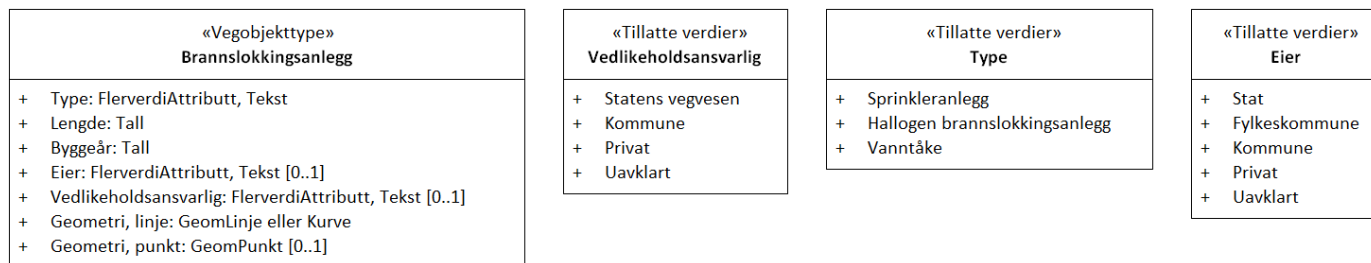 «Vegobjekttype»
Brannslokkingsanlegg
+ Type: FlerverdiAttributt, Tekst
+ Lengde: Tall
+ Byggeår: Tall
+ Eier: FlerverdiAttributt, Tekst [0..1]
+ Vedlikeholdsansvarlig: FlerverdiAttributt, Tekst [0..1]
+ Geometri, linje: GeomLinje eller Kurve
+ Geometri, punkt: GeomPunkt [0..1]
«Tillatte verdier»
Vedlikeholdsansvarlig
+ Statens vegvesen
+ Kommune
+ Privat
+ Uavklart
«Tillatte verdier»
Type
+ Sprinkleranlegg
+ Hallogen brannslokkingsanlegg
+ Vanntåke
«Tillatte verdier»
Eier
+ Stat
+ Fylkeskommune
+ Kommune
+ Privat
+ Uavklart